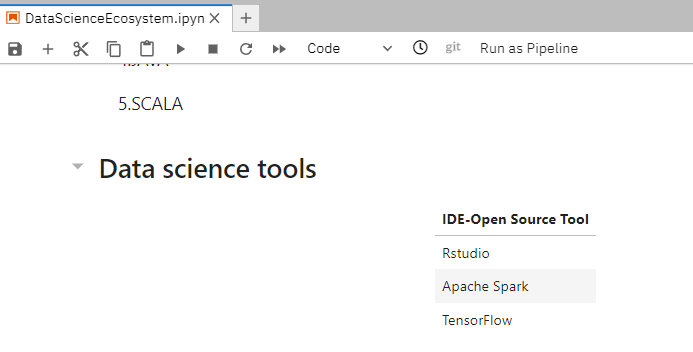 DataScienceEcosystem.ipyn
Code
git
Run as Pipeline
5.SCALA
Data science tools
IDE-Open Source Tool
Rstudio
Apache Spark
TensorFlow